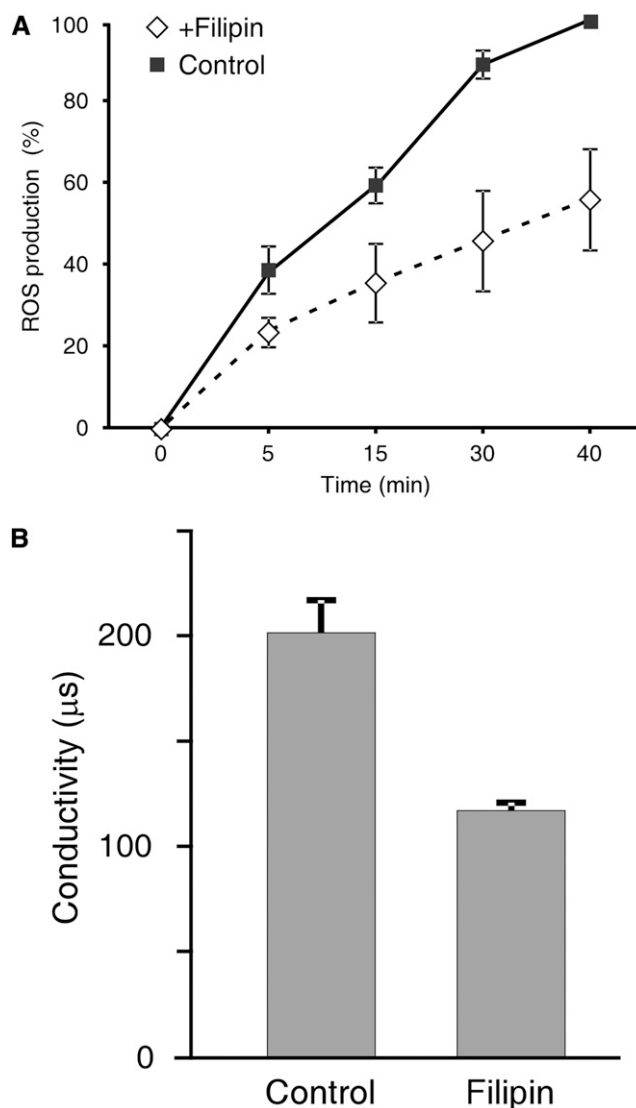 A
+Filipin
Control
ROS production (%)
100
80
60
40
20
0
0 5 15 30 40
Time (min)
B
Conductivity (μs)
200
100
0
Control Filipin